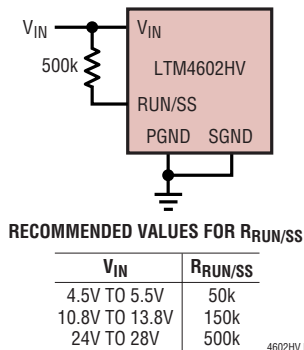 VIN
VIN
500k
LTM4602HV
RUN/SS
PGND SGND
RECOMMENDED VALUES FOR RRUN/SS
VIN RRUN/SS
4.5V TO 5.5V 50k
10.8V TO 13.8V 150k
24V TO 28V 500k
4602HV